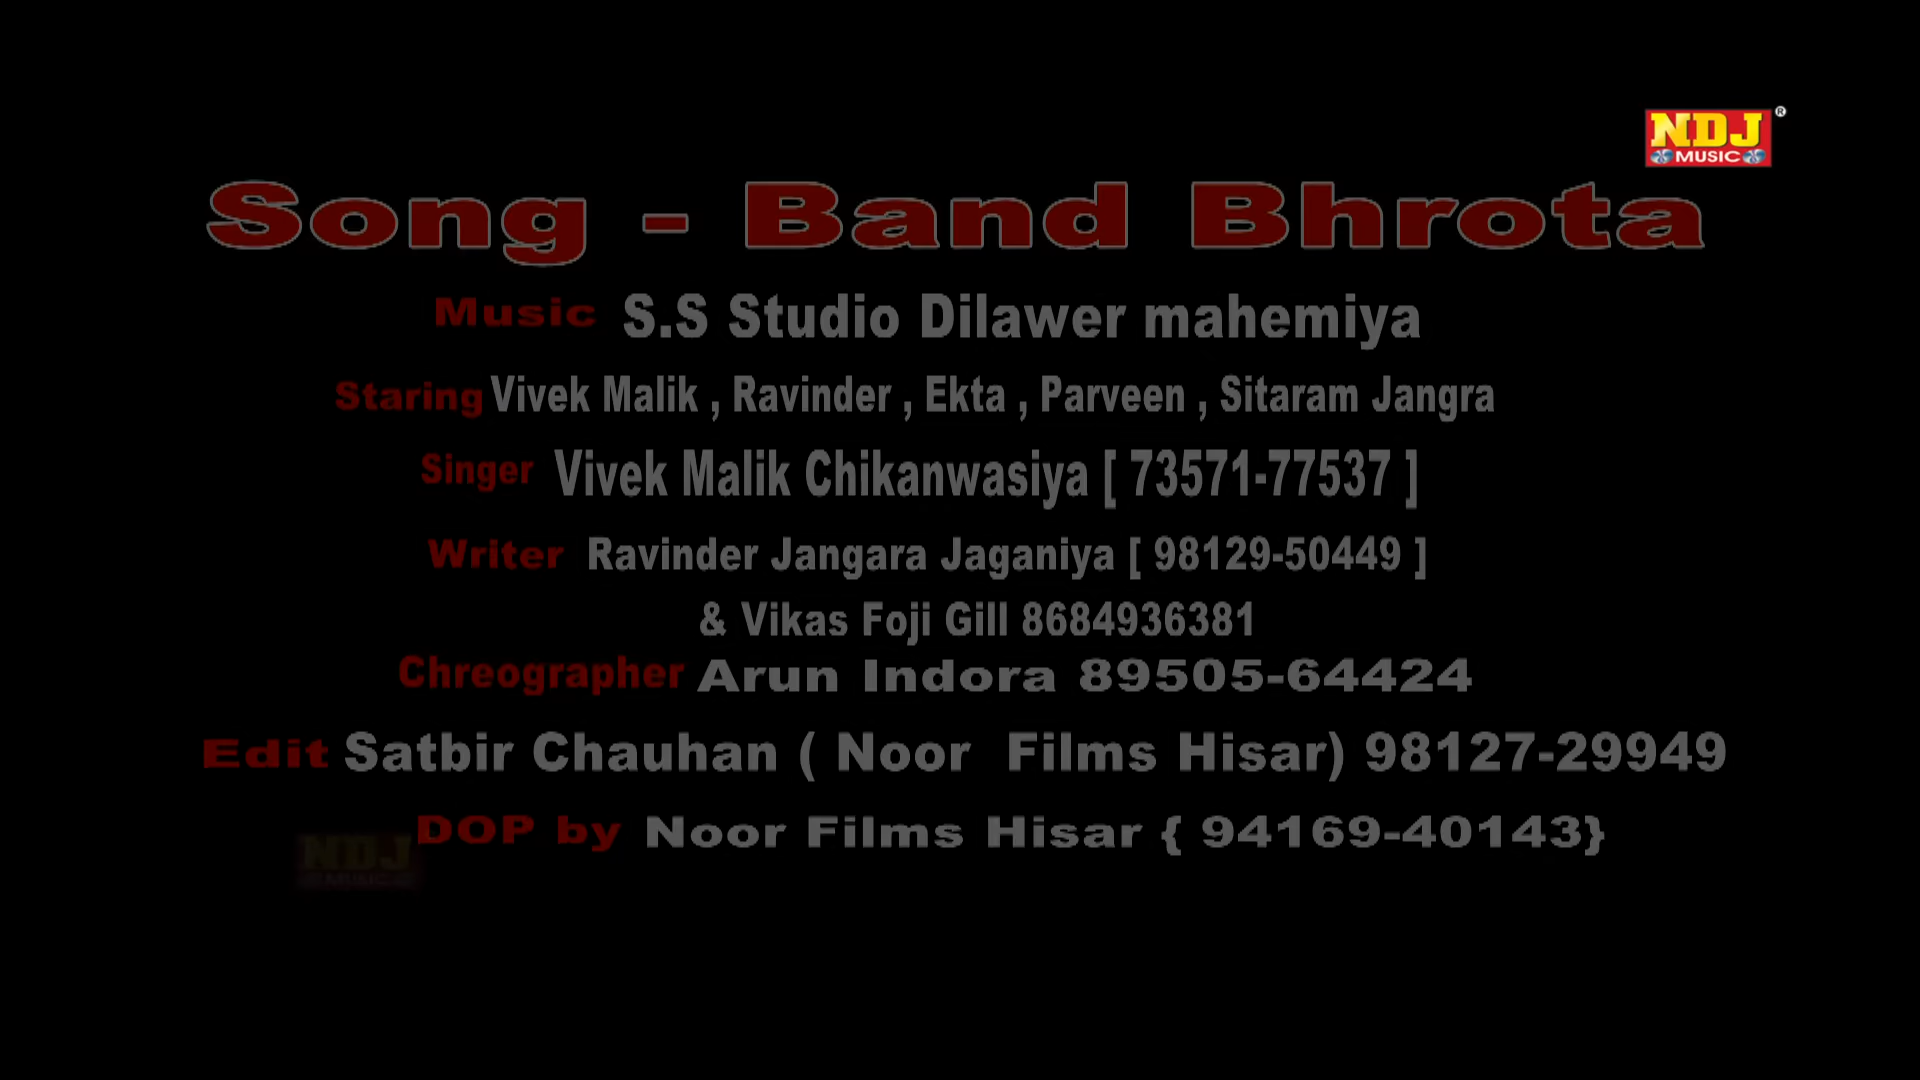 NDJ ®
MUSIC
Song - Band Bhrota
Music S.S Studio Dilawer mahemiya
Staring Vivek Malik , Ravinder , Ekta , Parveen , Sitaram Jangra
Singer Vivek Malik Chikanwasiya [ 73571-77537 ]
Writer Ravinder Jangara Jaganiya [ 98129-50449 ]
& Vikas Foji Gill 8684936381
Chreographer Arun Indora 89505-64424
Edit Satbir Chauhan ( Noor Films Hisar) 98127-29949
DOP by Noor Films Hisar { 94169-40143}
NDJ
MUSIC